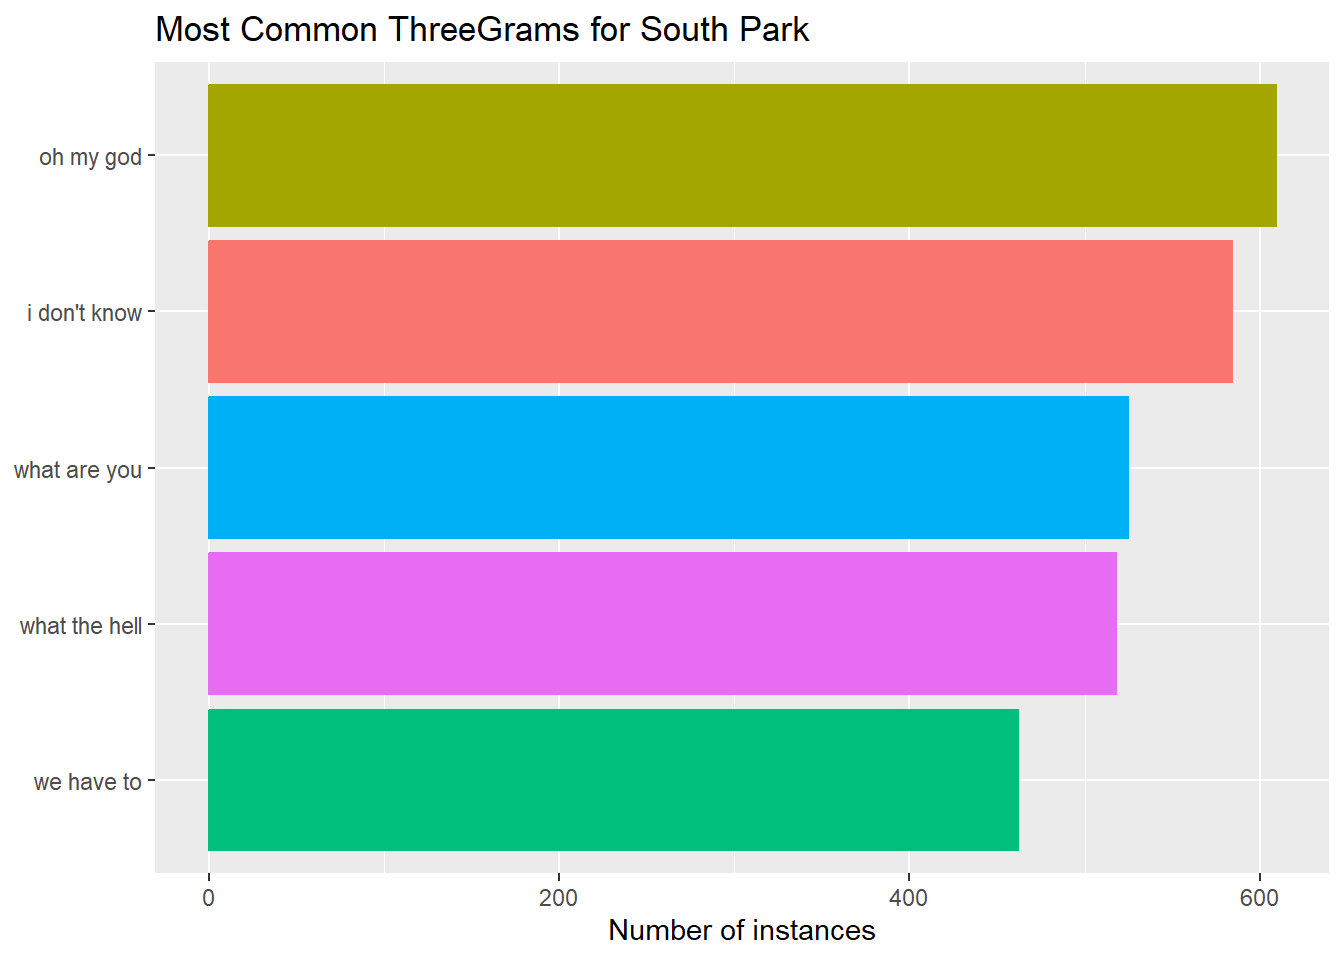 Most Common ThreeGrams for South Park
oh my god
i don't know
what are you
what the hell
we have to
0 200 400 600
Number of instances